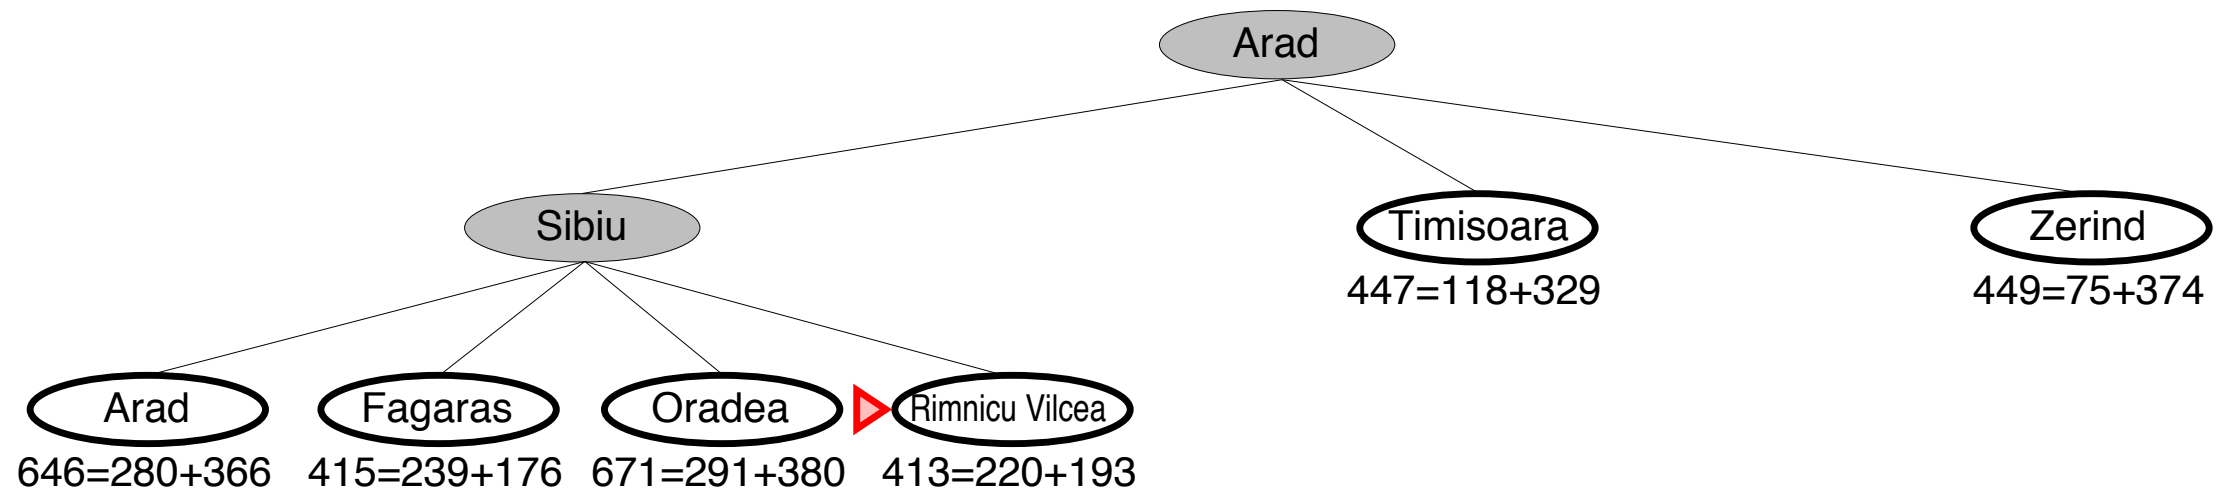 Arad
Sibiu
Timisoara
Zerind
447=118+329
449=75+374
Arad
Fagaras
Oradea
Rimnicu Vilcea
646=280+366
415=239+176
671=291+380
413=220+193